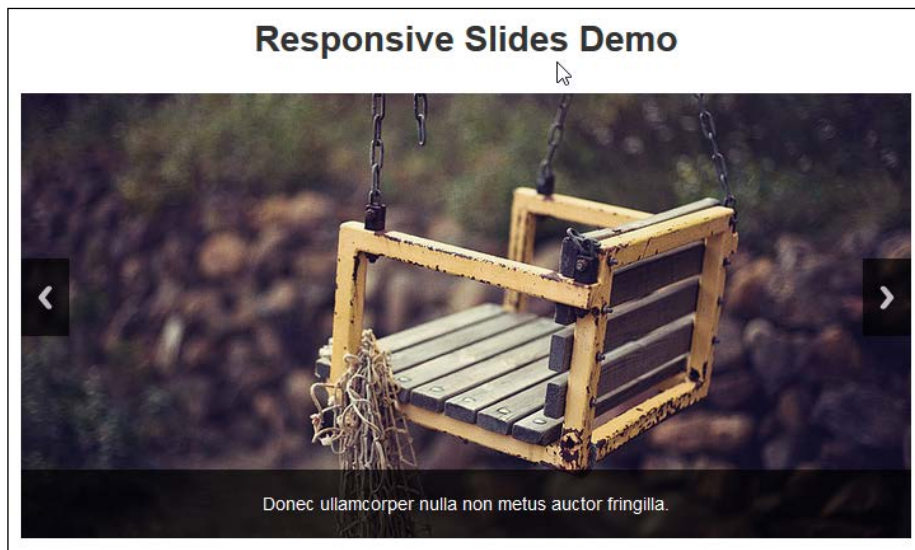 Responsive Slides Demo
Donec ullamcorper nulla non metus auctor fringilla.